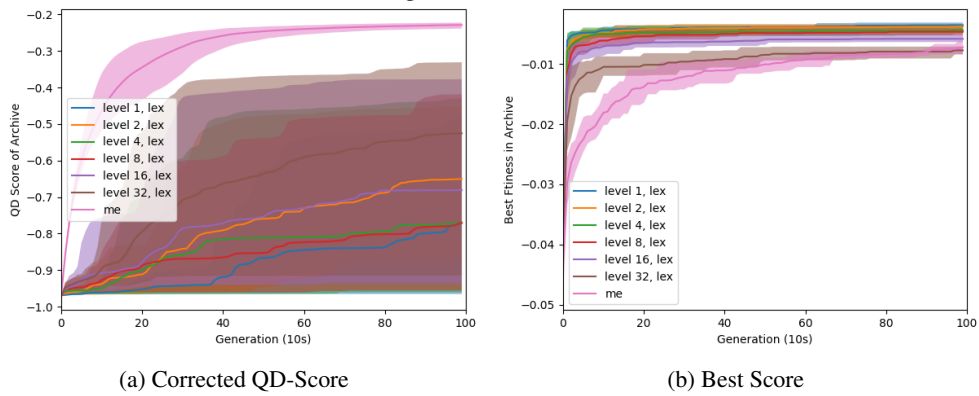 −0.2
−0.3
−0.4
−0.5
−0.6
−0.7
−0.8
−0.9
−1.0
QD Score of Archive
level 1, lex
level 2, lex
level 4, lex
level 8, lex
level 16, lex
level 32, lex
me
0 20 40 60 80 100
Generation (10s)
(a) Corrected QD-Score
−0.01
−0.02
−0.03
−0.04
−0.05
Best Ftiness in Archive
level 1, lex
level 2, lex
level 4, lex
level 8, lex
level 16, lex
level 32, lex
me
0 20 40 60 80 100
Generation (10s)
(b) Best Score